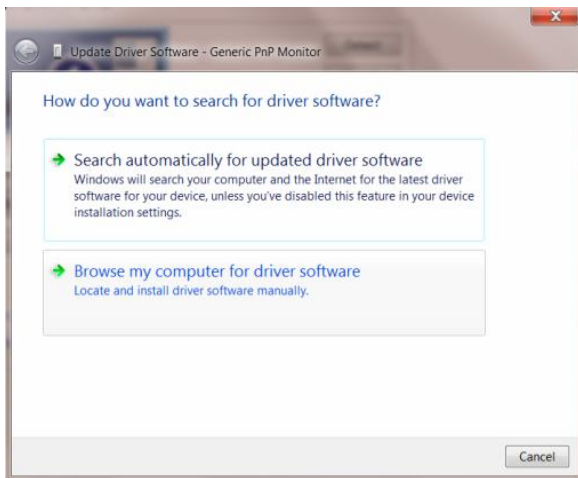 Update Driver Software - Generic PnP Monitor
How do you want to search for driver software?
Search automatically for updated driver software
Windows will search your computer and the Internet for the latest driver
software for your device, unless you've disabled this feature in your device
installation settings.
Browse my computer for driver software
Locate and install driver software manually.
Cancel